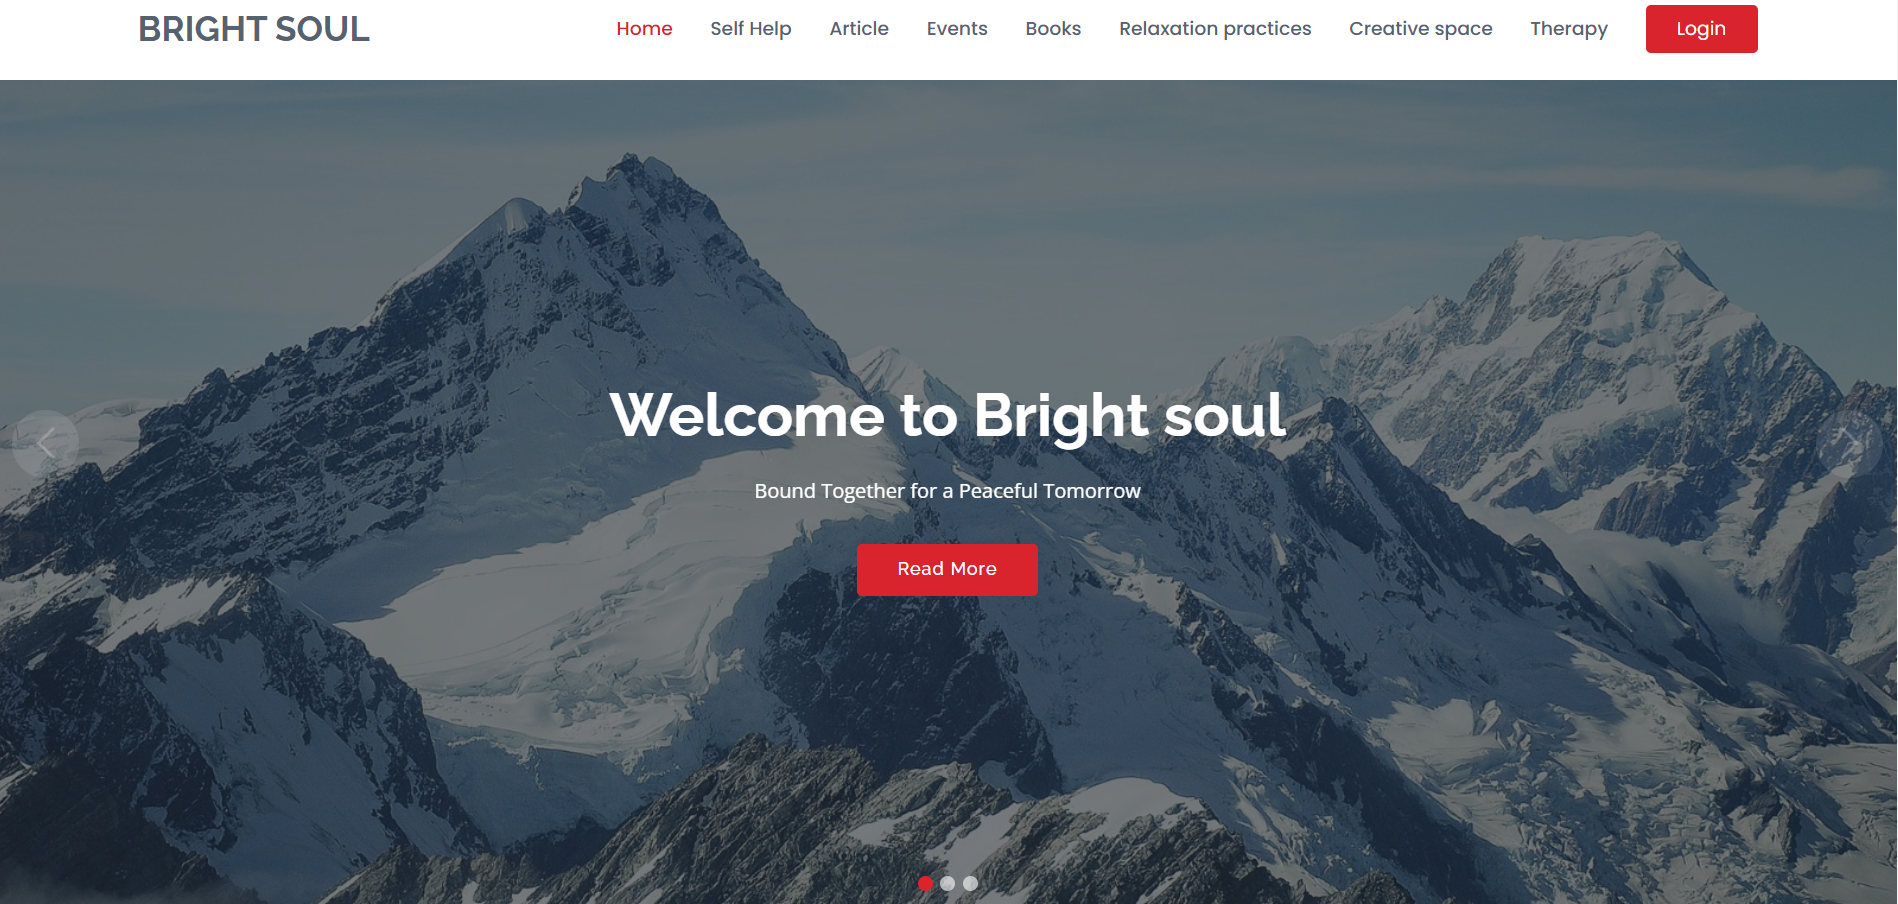 BRIGHT SOUL
Home Self Help Article Events Books Relaxation practices Creative space Therapy Login
Welcome to Bright soul
Bound Together for a Peaceful Tomorrow
Read More